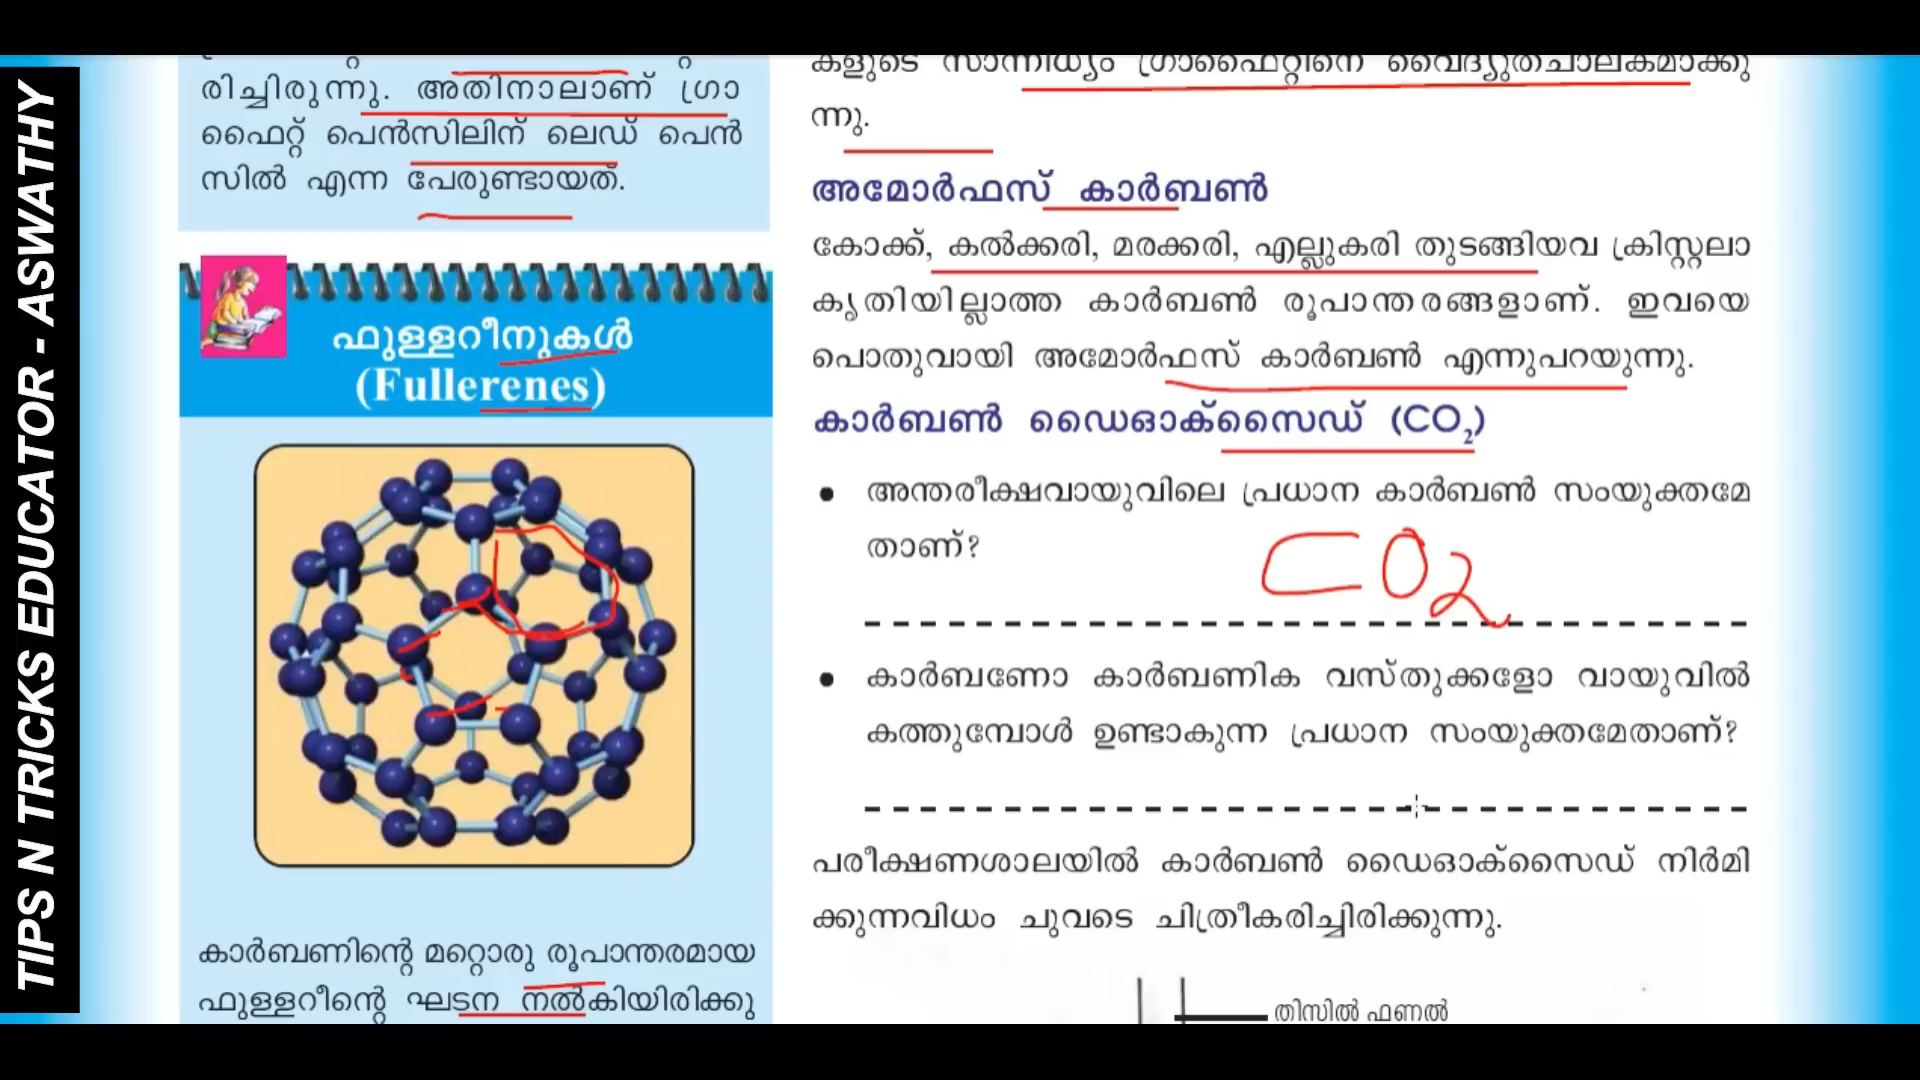 TIPS N TRICKS EDUCATOR - ASWATHY
രിച്ചിരുന്നു. അതിനാലാണ് ഗ്രാ
ഫൈറ്റ് പെൻസിലിന് ലെഡ് പെൻ
സിൽ എന്ന പേരുണ്ടായത്.
ഫുള്ളറീനുകൾ
(Fullerenes)
കാർബണിന്റെ മറ്റൊരു രൂപാന്തരമായ
ഫുള്ളറീന്റെ ഘടന നൽകിയിരിക്കു
കളുടെ സാന്നിധ്യം ഗ്രാഫൈറ്റിനെ വൈദ്യുതചാലകമാക്കു
ന്നു.
അമോർഫസ് കാർബൺ
കോക്ക്, കൽക്കരി, മരക്കരി, എല്ലുകരി തുടങ്ങിയവ ക്രിസ്റ്റലാ
കൃതിയില്ലാത്ത കാർബൺ രൂപാന്തരങ്ങളാണ്. ഇവയെ
പൊതുവായി അമോർഫസ് കാർബൺ എന്നുപറയുന്നു.
കാർബൺ ഡൈഓക്സൈഡ് (CO₂)
• അന്തരീക്ഷവായുവിലെ പ്രധാന കാർബൺ സംയുക്തമേ
താണ്?
CO2
• കാർബണോ കാർബണിക വസ്തുക്കളോ വായുവിൽ
കത്തുമ്പോൾ ഉണ്ടാകുന്ന പ്രധാന സംയുക്തമേതാണ്?
പരീക്ഷണശാലയിൽ കാർബൺ ഡൈഓക്സൈഡ് നിർമി
ക്കുന്നവിധം ചുവടെ ചിത്രീകരിച്ചിരിക്കുന്നു.
തിസിൽ ഫണൽ